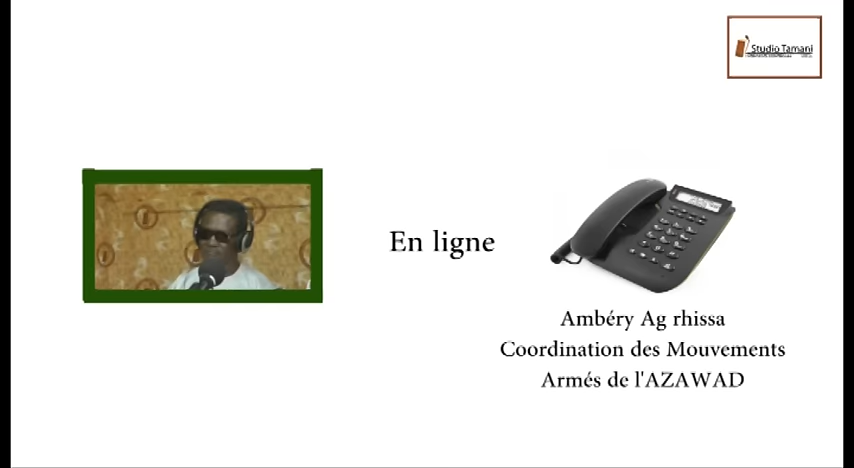 Studio Tamani
En ligne
Ambéry Ag rhissa
Coordination des Mouvements
Armés de l'AZAWAD